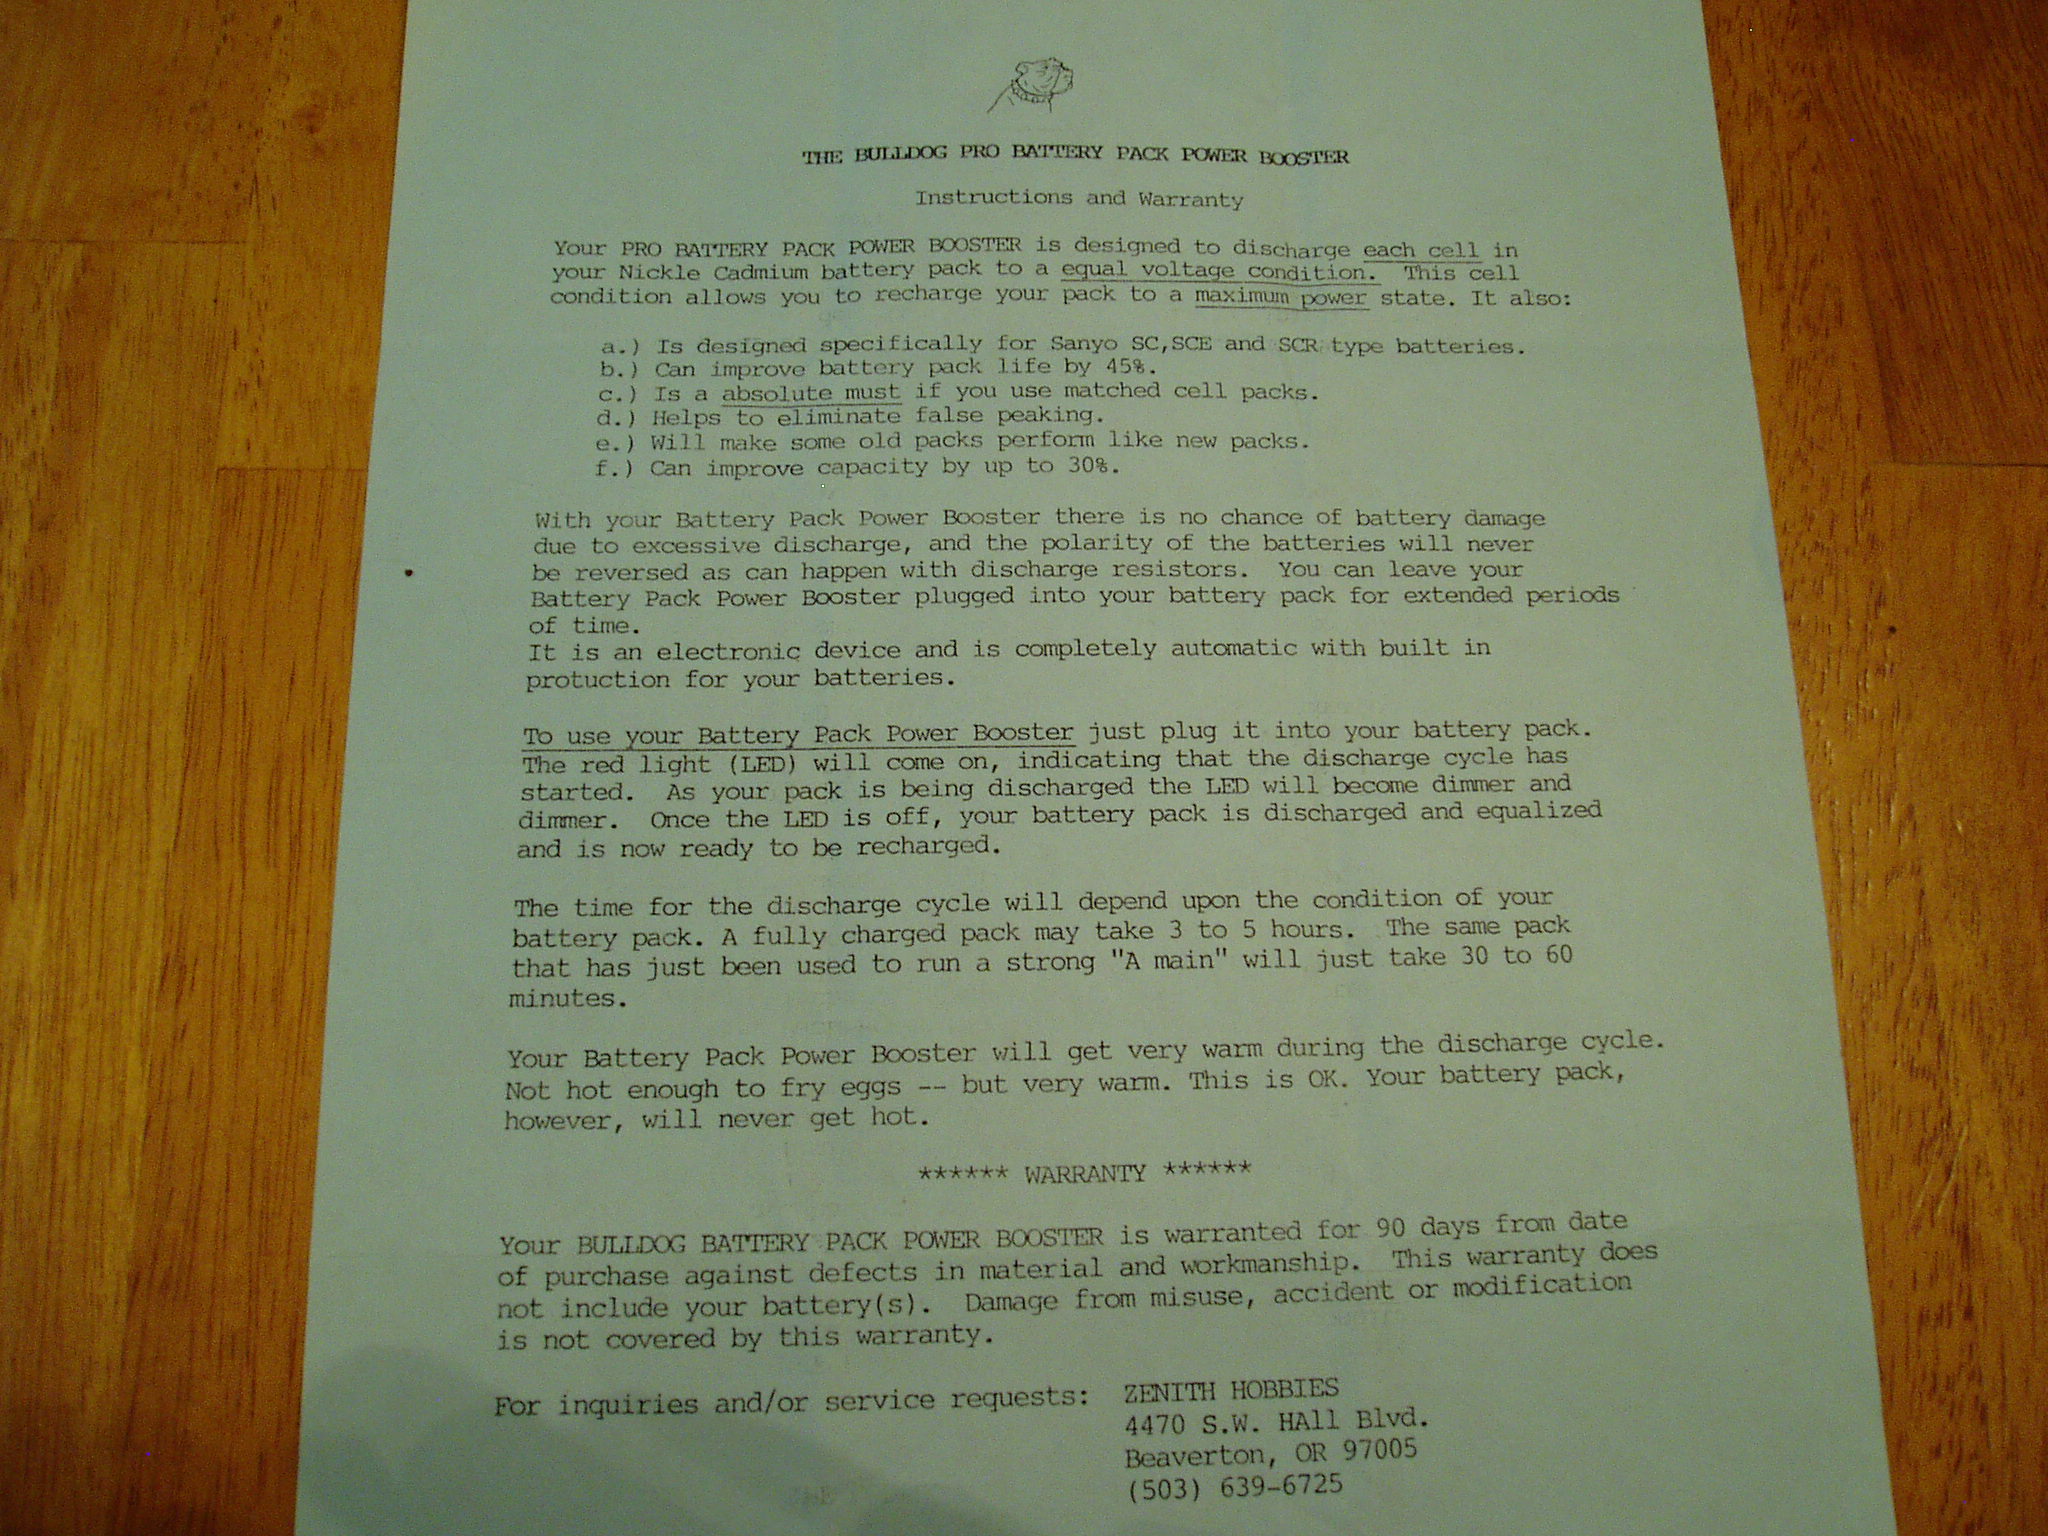 THE BULLDOG PRO BATTERY PACK POWER BOOSTER
Instructions and Warranty
Your PRO BATTERY PACK POWER BOOSTER is designed to discharge each cell in
your Nickle Cadmium battery pack to a equal voltage condition. This cell
condition allows you to recharge your pack to a maximum power state. It also:
a.) Is designed specifically for Sanyo SC,SCE and SCR type batteries.
b.) Can improve battery pack life by 45%.
c.) Is a absolute must if you use matched cell packs.
d.) Helps to eliminate false peaking.
e.) Will make some old packs perform like new packs.
f.) Can improve capacity by up to 30%.
With your Battery Pack Power Booster there is no chance of battery damage
due to excessive discharge, and the polarity of the batteries will never
be reversed as can happen with discharge resistors. You can leave your
Battery Pack Power Booster plugged into your battery pack for extended periods
of time.
It is an electronic device and is completely automatic with built in
protuction for your batteries.
To use your Battery Pack Power Booster just plug it into your battery pack.
The red light (LED) will come on, indicating that the discharge cycle has
started. As your pack is being discharged the LED will become dimmer and
dimmer. Once the LED is off, your battery pack is discharged and equalized
and is now ready to be recharged.
The time for the discharge cycle will depend upon the condition of your
battery pack. A fully charged pack may take 3 to 5 hours. The same pack
that has just been used to run a strong "A main" will just take 30 to 60
minutes.
Your Battery Pack Power Booster will get very warm during the discharge cycle.
Not hot enough to fry eggs -- but very warm. This is OK. Your battery pack,
however, will never get hot.
****** WARRANTY ******
Your BULLDOG BATTERY PACK POWER BOOSTER is warranted for 90 days from date
of purchase against defects in material and workmanship. This warranty does
not include your battery(s). Damage from misuse, accident or modification
is not covered by this warranty.
For inquiries and/or service requests: ZENITH HOBBIES
4470 S.W. HAll Blvd.
Beaverton, OR 97005
(503) 639-6725